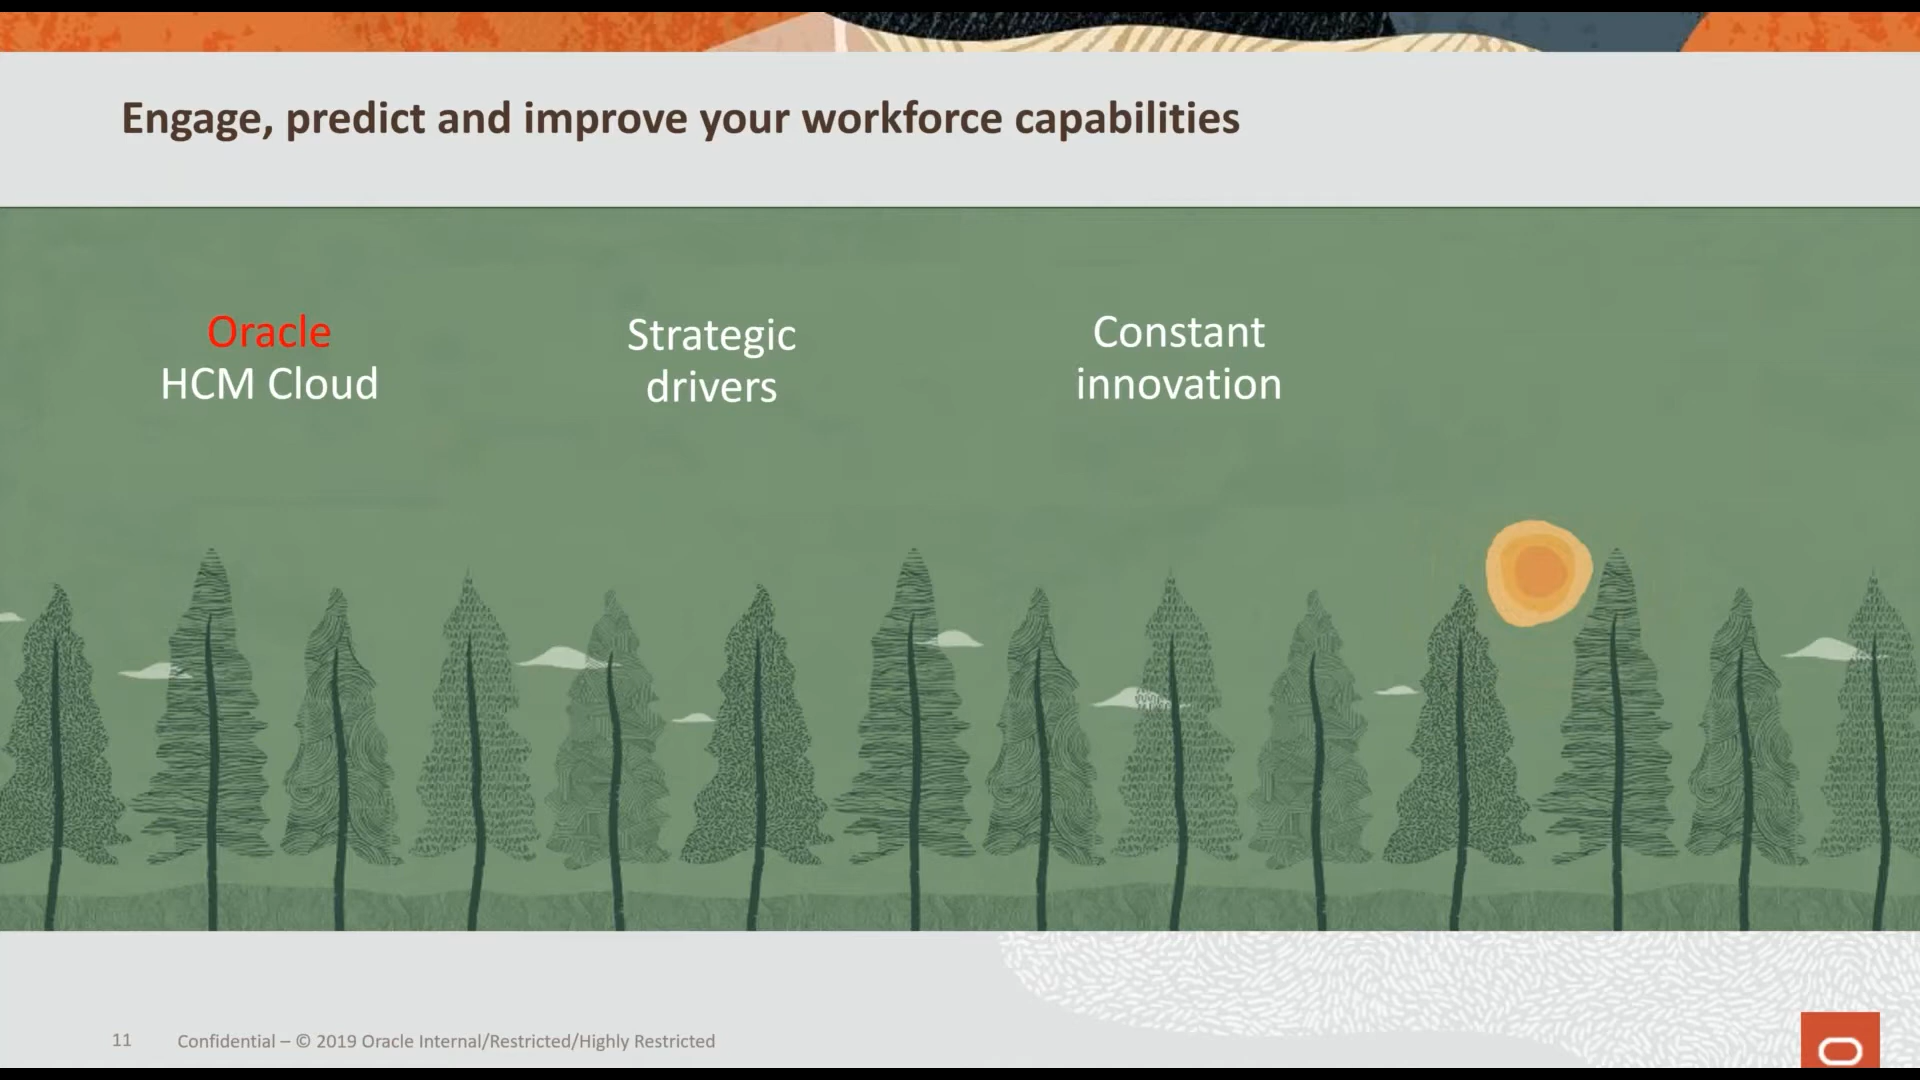 Engage, predict and improve your workforce capabilities
Oracle
HCM Cloud
Strategic
drivers
Constant
innovation
11 Confidential – © 2019 Oracle Internal/Restricted/Highly Restricted